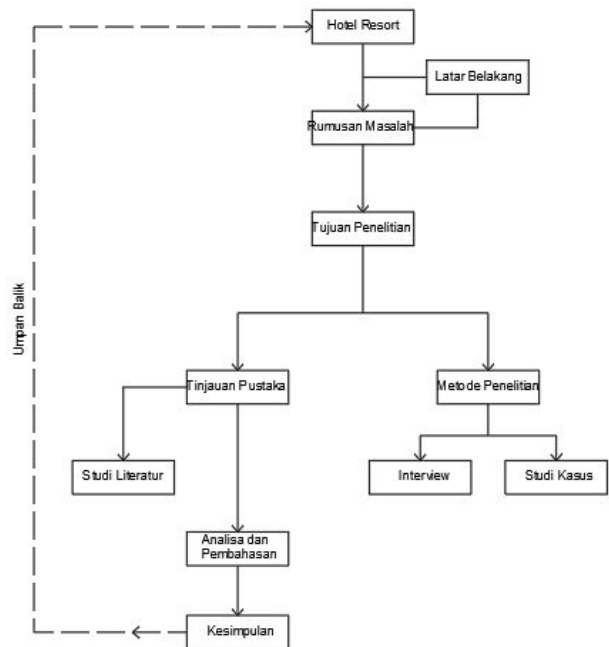 Hotel Resort
Latar Belakang
Rumusan Masalah
Tujuan Penelitian
Umpan Balik
Tinjauan Pustaka
Metode Penelitian
Studi Literatur
Interview
Studi Kasus
Analisa dan
Pembahasan
Kesimpulan